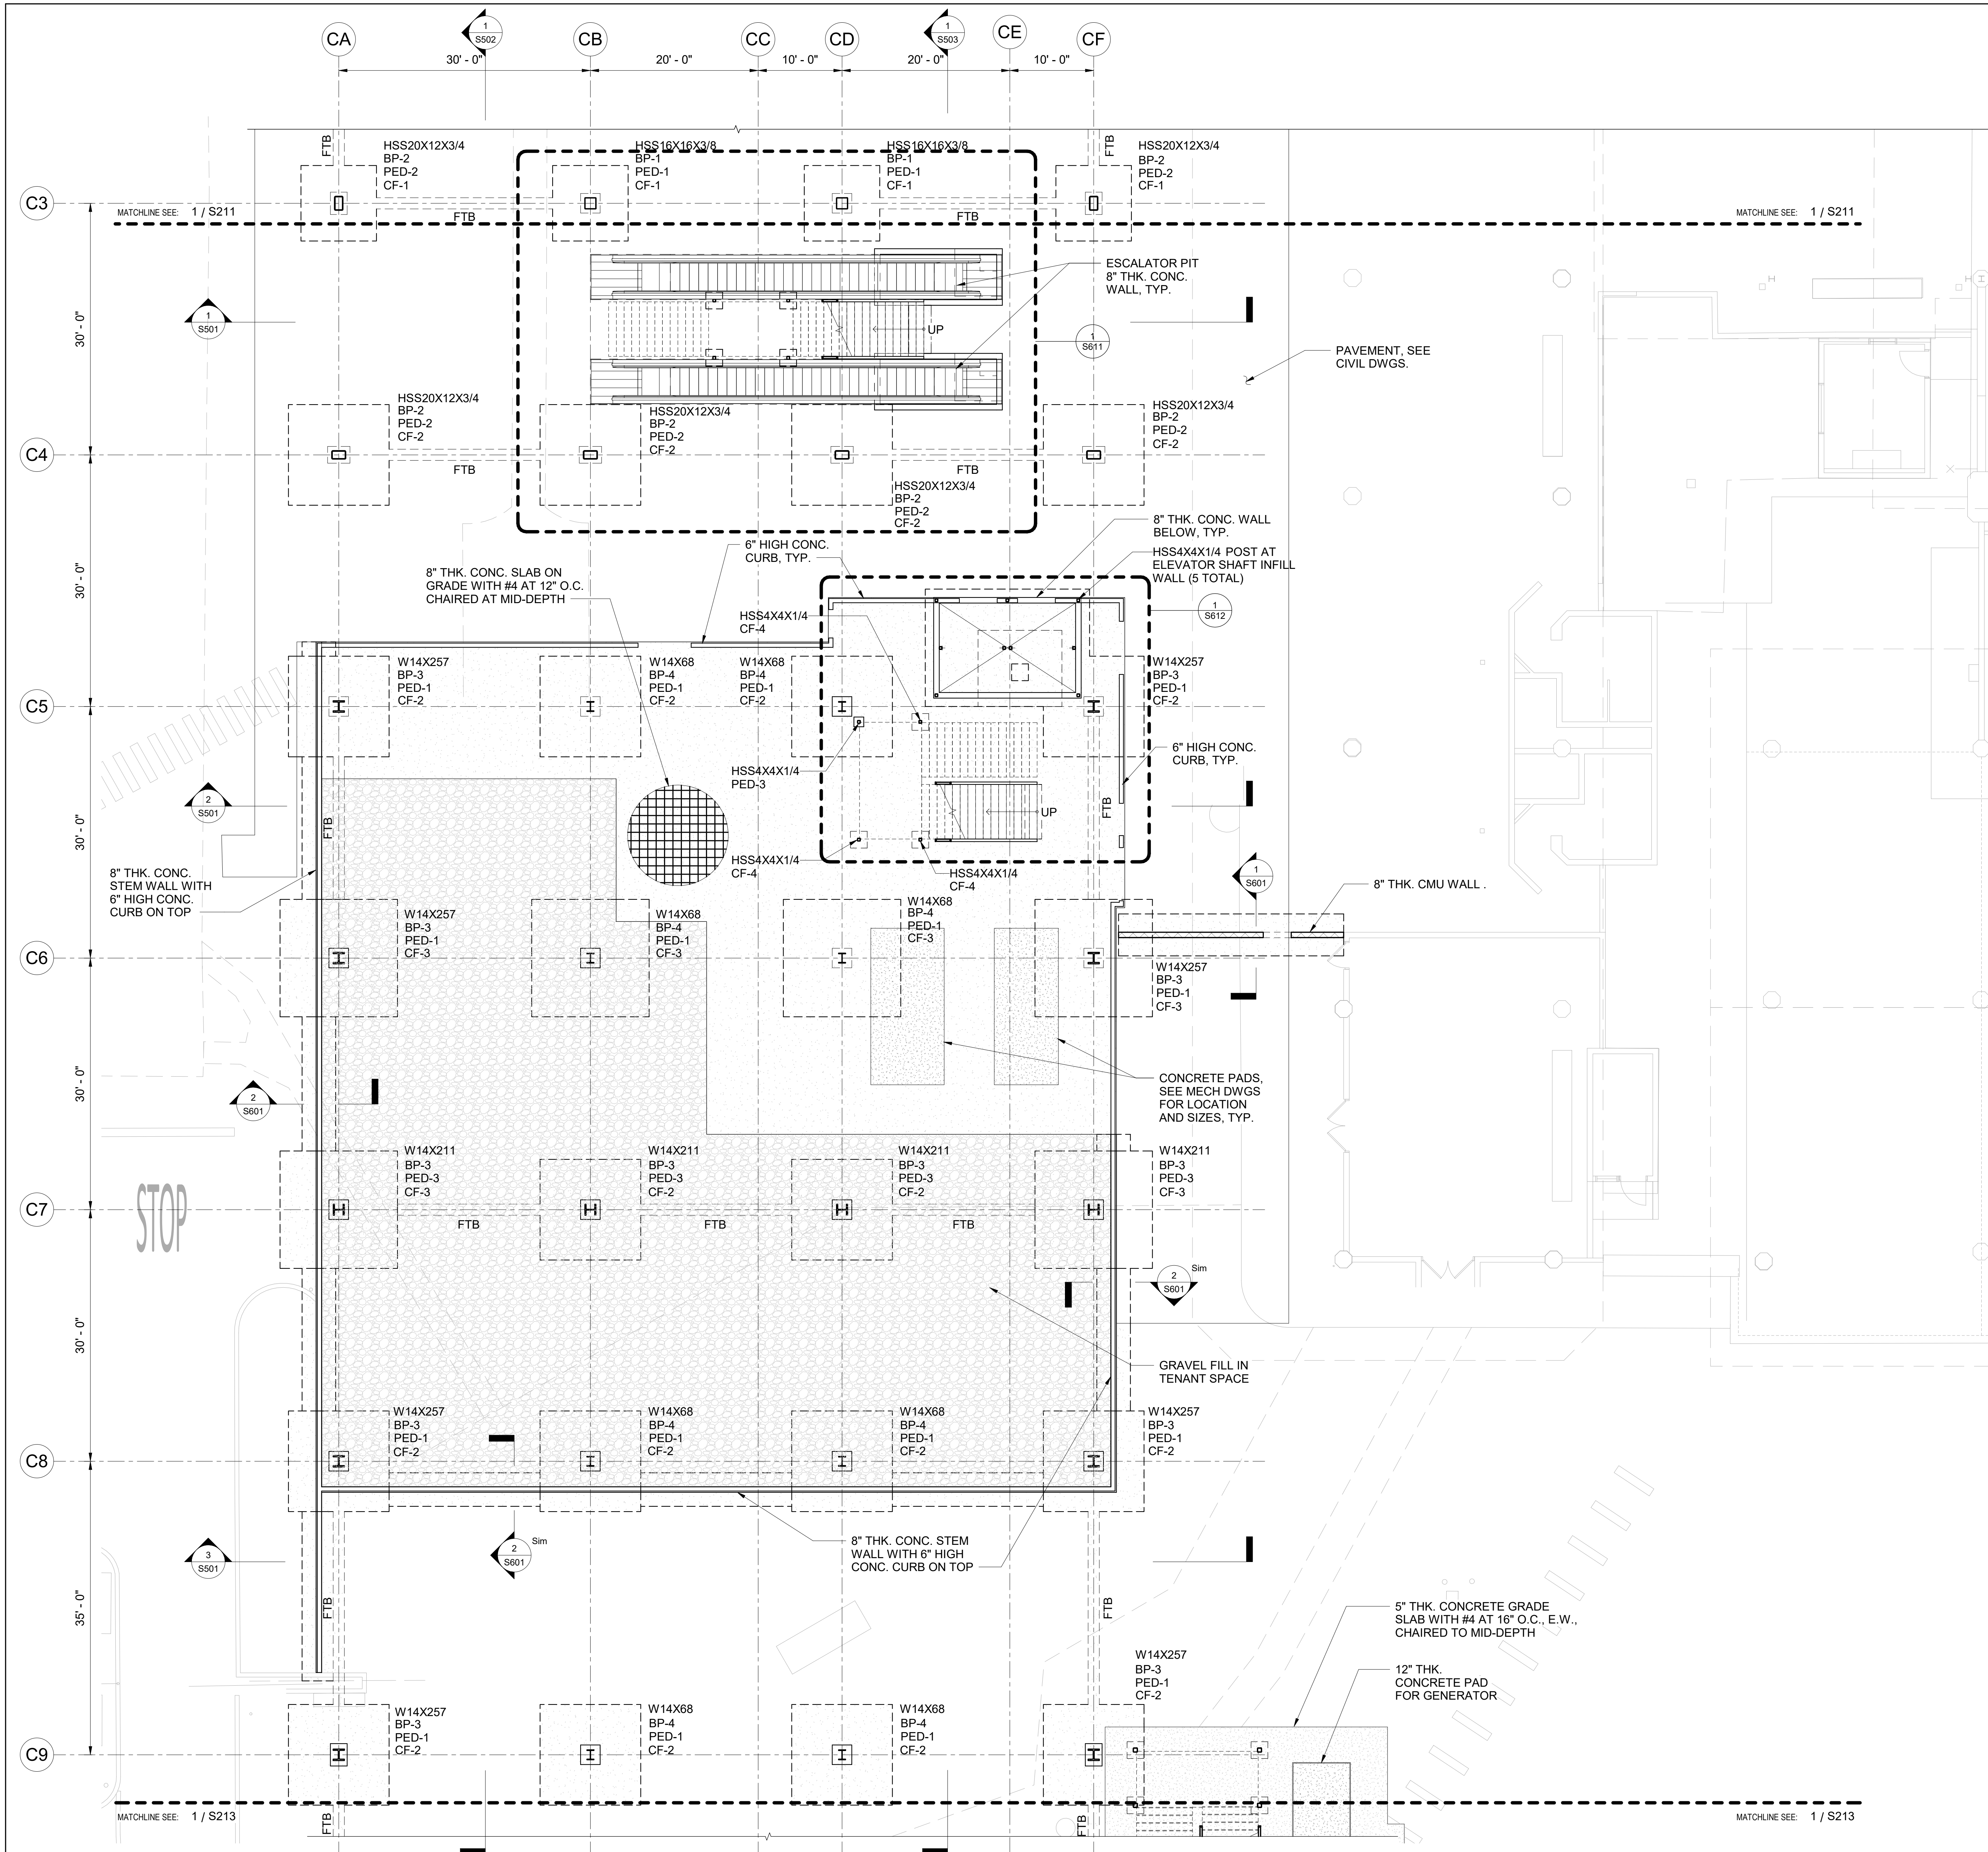 1
S502
1
S503
CA
CB
CC
CD
CE
CF
30' - 0"
20' - 0"
10' - 0"
20' - 0"
10' - 0"
FTB
HSS20X12X3/4
BP-2
PED-2
CF-1
HSS16X16X3/8
BP-1
PED-1
CF-1
HSS16X16X3/8
BP-1
PED-1
CF-1
FTB
HSS20X12X3/4
BP-2
PED-2
CF-1
C3
MATCHLINE SEE: 1 / S211
FTB
FTB
MATCHLINE SEE: 1 / S211
ESCALATOR PIT
8" THK. CONC.
WALL, TYP.
1
S501
30' - 0"
UP
1
S611
PAVEMENT, SEE
CIVIL DWGS.
HSS20X12X3/4
BP-2
PED-2
CF-2
HSS20X12X3/4
BP-2
PED-2
CF-2
HSS20X12X3/4
BP-2
PED-2
CF-2
C4
FTB
FTB
HSS20X12X3/4
BP-2
PED-2
CF-2
8" THK. CONC. WALL
BELOW, TYP.
6" HIGH CONC.
CURB, TYP.
HSS4X4X1/4 POST AT
ELEVATOR SHAFT INFILL
WALL (5 TOTAL)
30' - 0"
8" THK. CONC. SLAB ON
GRADE WITH #4 AT 12" O.C.
CHAIRED AT MID-DEPTH
HSS4X4X1/4
CF-4
1
S612
W14X257
BP-3
PED-1
CF-2
W14X68
BP-4
PED-1
CF-2
W14X68
BP-4
PED-1
CF-2
W14X257
BP-3
PED-1
CF-2
C5
6" HIGH CONC.
CURB, TYP.
HSS4X4X1/4
PED-3
2
S501
30' - 0"
FTB
UP
FTB
HSS4X4X1/4
CF-4
HSS4X4X1/4
CF-4
8" THK. CONC.
STEM WALL WITH
6" HIGH CONC.
CURB ON TOP
1
S601
8" THK. CMU WALL .
W14X257
BP-3
PED-1
CF-3
W14X68
BP-4
PED-1
CF-3
W14X68
BP-4
PED-1
CF-3
C6
W14X257
BP-3
PED-1
CF-3
2
S601
30' - 0"
CONCRETE PADS,
SEE MECH DWGS
FOR LOCATION
AND SIZES, TYP.
W14X211
BP-3
PED-3
CF-3
W14X211
BP-3
PED-3
CF-2
W14X211
BP-3
PED-3
CF-2
W14X211
BP-3
PED-3
CF-3
STOP
C7
FTB
FTB
FTB
2
S601
Sim
30' - 0"
GRAVEL FILL IN
TENANT SPACE
W14X257
BP-3
PED-1
CF-2
W14X68
BP-4
PED-1
CF-2
W14X68
BP-4
PED-1
CF-2
W14X257
BP-3
PED-1
CF-2
C8
3
S501
2
S601
Sim
8" THK. CONC. STEM
WALL WITH 6" HIGH
CONC. CURB ON TOP
35' - 0"
FTB
FTB
5" THK. CONCRETE GRADE
SLAB WITH #4 AT 16" O.C., E.W.,
CHAIRED TO MID-DEPTH
12" THK.
CONCRETE PAD
FOR GENERATOR
W14X257
BP-3
PED-1
CF-2
W14X68
BP-4
PED-1
CF-2
W14X68
BP-4
PED-1
CF-2
W14X257
BP-3
PED-1
CF-2
C9
MATCHLINE SEE: 1 / S213
FTB
FTB
MATCHLINE SEE: 1 / S213